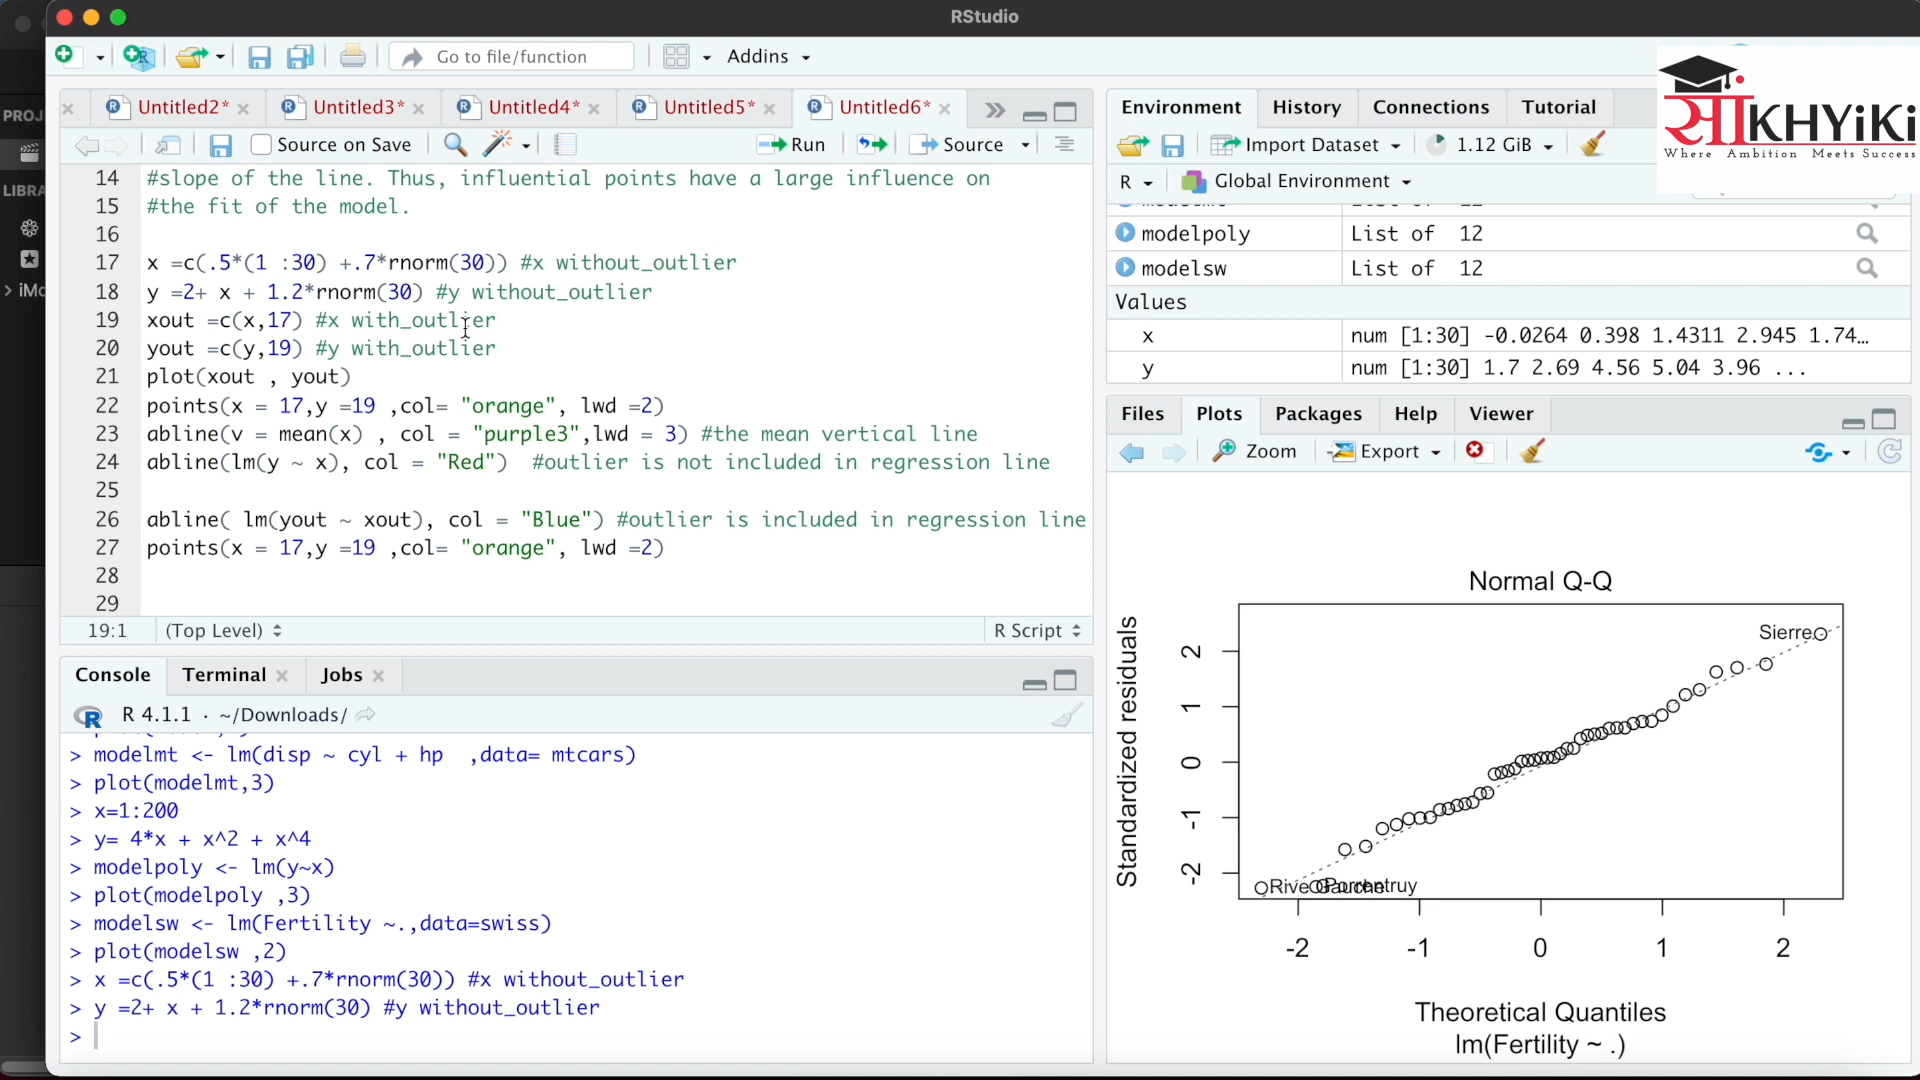 RStudio
Go to file/function
Addins
Untitled2*
Untitled3*
Untitled4*
Untitled5*
Untitled6*
Source on Save
Run
Source
14 #slope of the line. Thus, influential points have a large influence on
15 #the fit of the model.
16
17 x =c(.5*(1 :30) +.7*rnorm(30)) #x without_outlier
18 y =2+ x + 1.2*rnorm(30) #y without_outlier
19 xout =c(x,17) #x with_outlier
20 yout =c(y,19) #y with_outlier
21 plot(xout , yout)
22 points(x = 17,y =19 ,col= "orange", lwd =2)
23 abline(v = mean(x) , col = "purple3",lwd = 3) #the mean vertical line
24 abline(lm(y ~ x), col = "Red")  #outlier is not included in regression line
25
26 abline( lm(yout ~ xout), col = "Blue") #outlier is included in regression line
27 points(x = 17,y =19 ,col= "orange", lwd =2)
28
29
19:1 (Top Level) R Script
Console Terminal Jobs
R 4.1.1 · ~/Downloads/
> modelmt <- lm(disp ~ cyl + hp  ,data= mtcars)
> plot(modelmt,3)
> x=1:200
> y= 4*x + x^2 + x^4
> modelpoly <- lm(y~x)
> plot(modelpoly ,3)
> modelsw <- lm(Fertility ~.,data=swiss)
> plot(modelsw ,2)
> x =c(.5*(1 :30) +.7*rnorm(30)) #x without_outlier
> y =2+ x + 1.2*rnorm(30) #y without_outlier
>
Environment History Connections Tutorial
Import Dataset 1.12 GiB
R Global Environment
modelpoly List of 12
modelsw List of 12
Values
x num [1:30] -0.0264 0.398 1.4311 2.945 1.74…
y num [1:30] 1.7 2.69 4.56 5.04 3.96 ...
Files Plots Packages Help Viewer
Zoom Export
Normal Q-Q
Standardized residuals
2
1
0
-1
-2
Sierre
Rive Gauche
Porrentruy
-2 -1 0 1 2
Theoretical Quantiles
lm(Fertility ~ .)
सांKHYiKi
Where Ambition Meets Success
PROJ
LIBRA
iMo